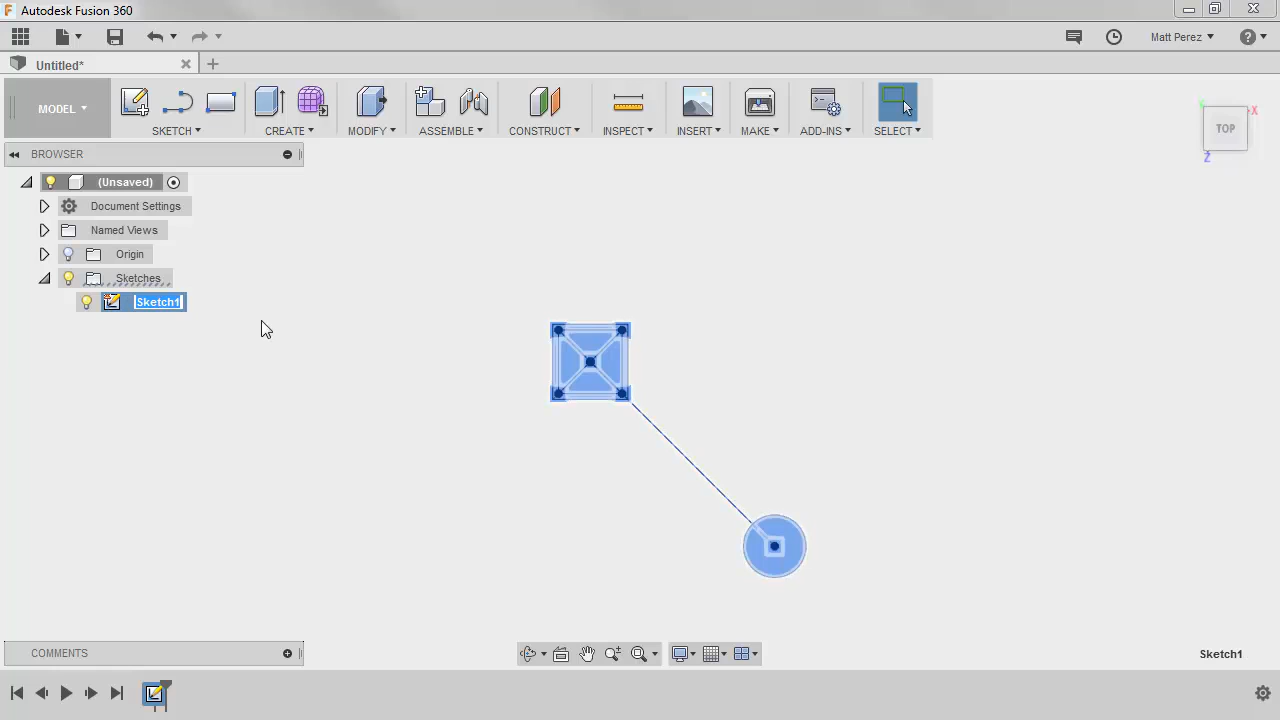 Autodesk Fusion 360
Matt Perez
Untitled*
MODEL
SKETCH
CREATE
MODIFY
ASSEMBLE
CONSTRUCT
INSPECT
INSERT
MAKE
ADD-INS
SELECT
TOP
X
Z
BROWSER
(Unsaved)
Document Settings
Named Views
Origin
Sketches
Sketch1
COMMENTS
Sketch1